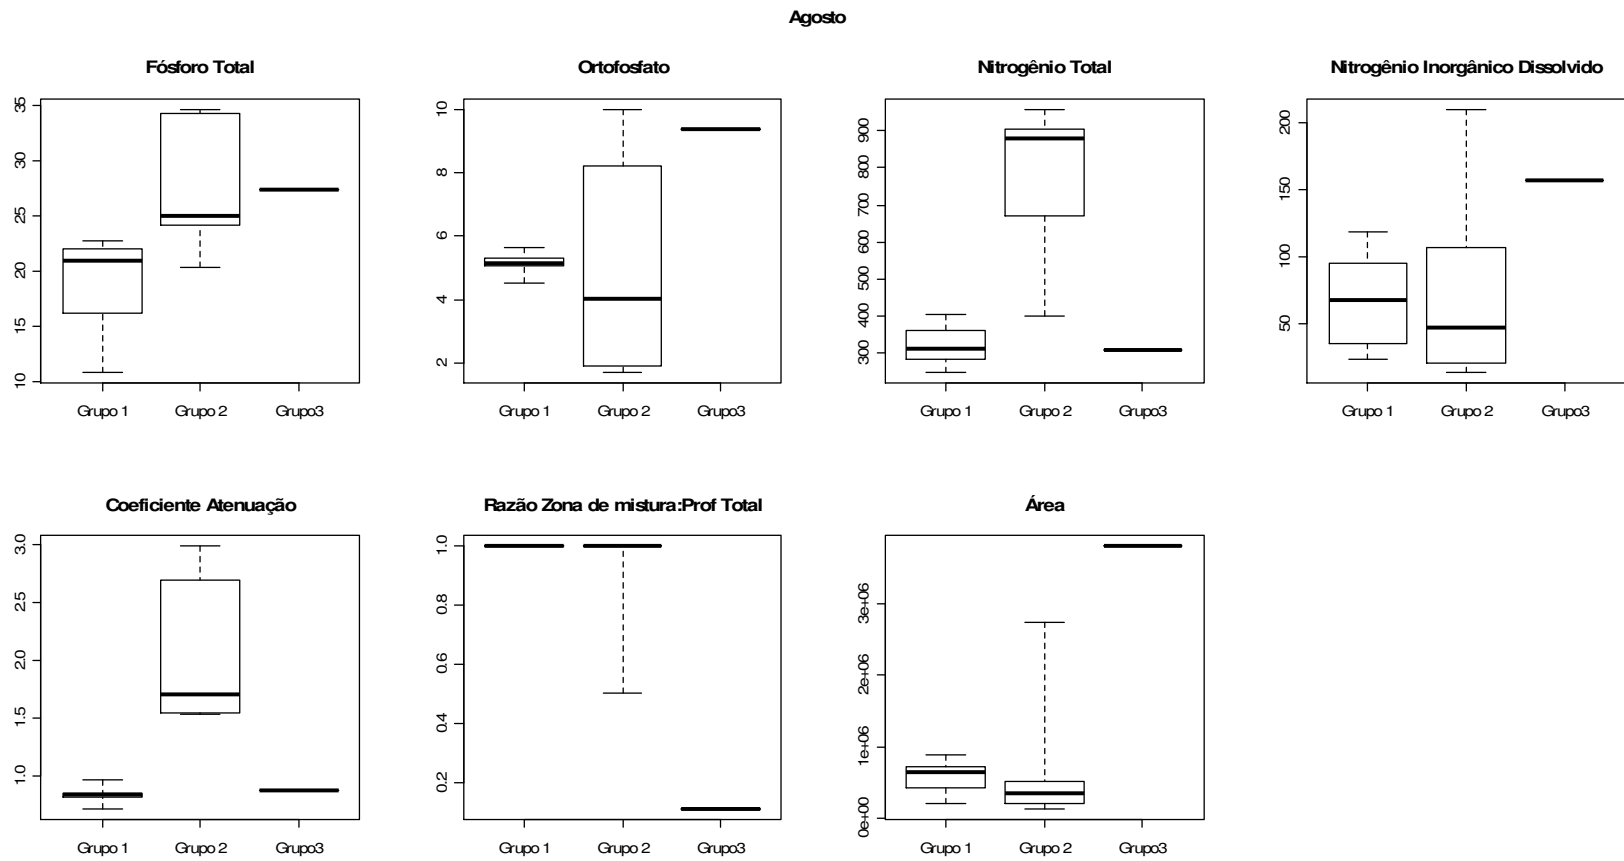 Agosto
Fósforo Total
Ortofosfato
Nitrogênio Total
Nitrogênio Inorgânico Dissolvido
10 15 20 25 30 35
2 4 6 8 10
300 400 500 600 700 800 900
50 100 150 200
Grupo 1 Grupo 2 Grupo3
Grupo 1 Grupo 2 Grupo3
Grupo 1 Grupo 2 Grupo3
Grupo 1 Grupo 2 Grupo3
Coeficiente Atenuação
Razão Zona de mistura:Prof Total
Área
1.0 1.5 2.0 2.5 3.0
0.2 0.4 0.6 0.8 1.0
0e+00 1e+06 2e+06 3e+06
Grupo 1 Grupo 2 Grupo3
Grupo 1 Grupo 2 Grupo3
Grupo 1 Grupo 2 Grupo3